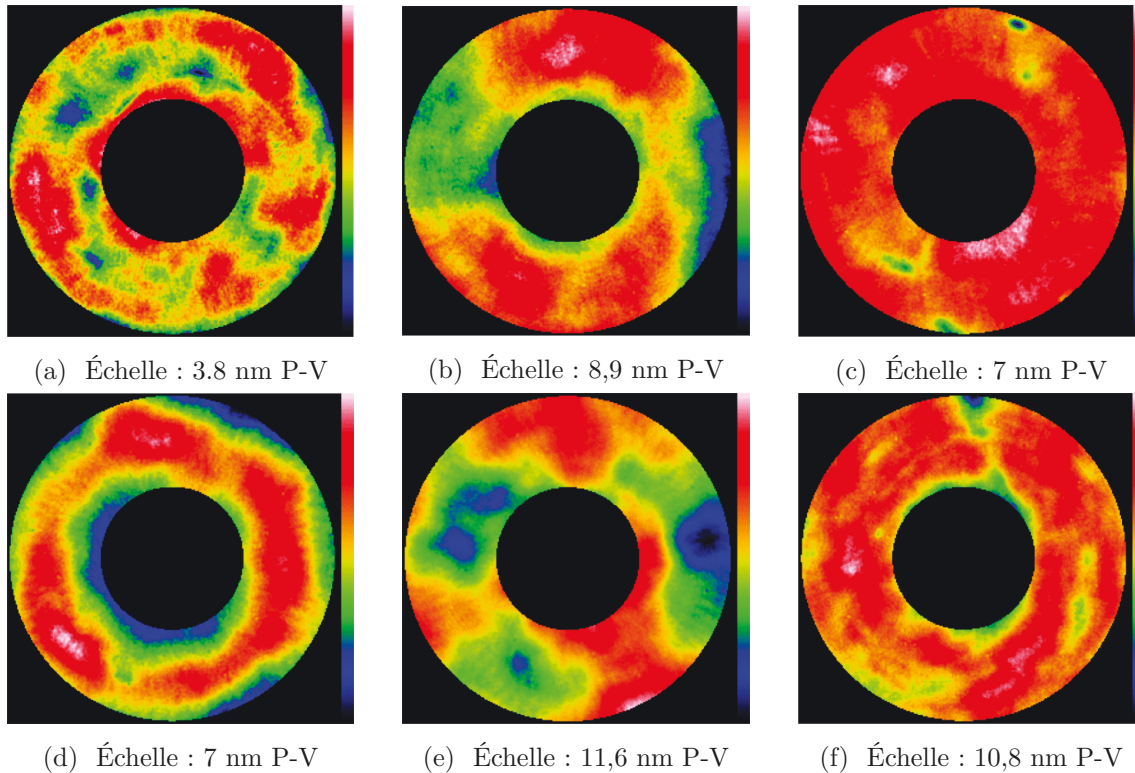 (a) Échelle : 3.8 nm P-V
(b) Échelle : 8,9 nm P-V
(c) Échelle : 7 nm P-V
(d) Échelle : 7 nm P-V
(e) Échelle : 11,6 nm P-V
(f) Échelle : 10,8 nm P-V